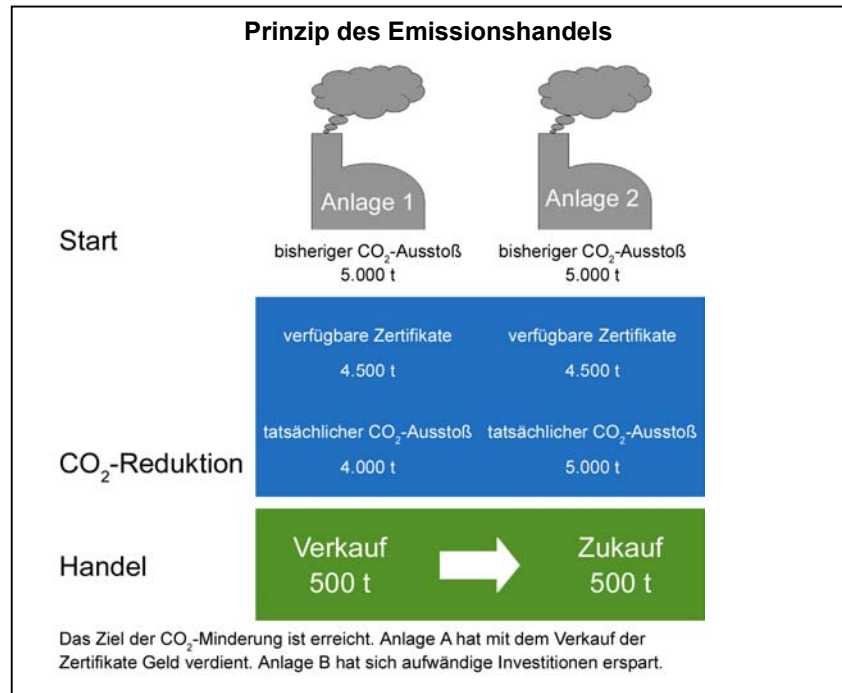 Prinzip des Emissionshandels
Anlage 1
Anlage 2
Start
bisheriger CO₂-Ausstoß
5.000 t
bisheriger CO₂-Ausstoß
5.000 t
verfügbare Zertifikate
4.500 t
verfügbare Zertifikate
4.500 t
CO₂-Reduktion
tatsächlicher CO₂-Ausstoß
4.000 t
tatsächlicher CO₂-Ausstoß
5.000 t
Handel
Verkauf
500 t
Zukauf
500 t
Das Ziel der CO₂-Minderung ist erreicht. Anlage A hat mit dem Verkauf der
Zertifikate Geld verdient. Anlage B hat sich aufwändige Investitionen erspart.